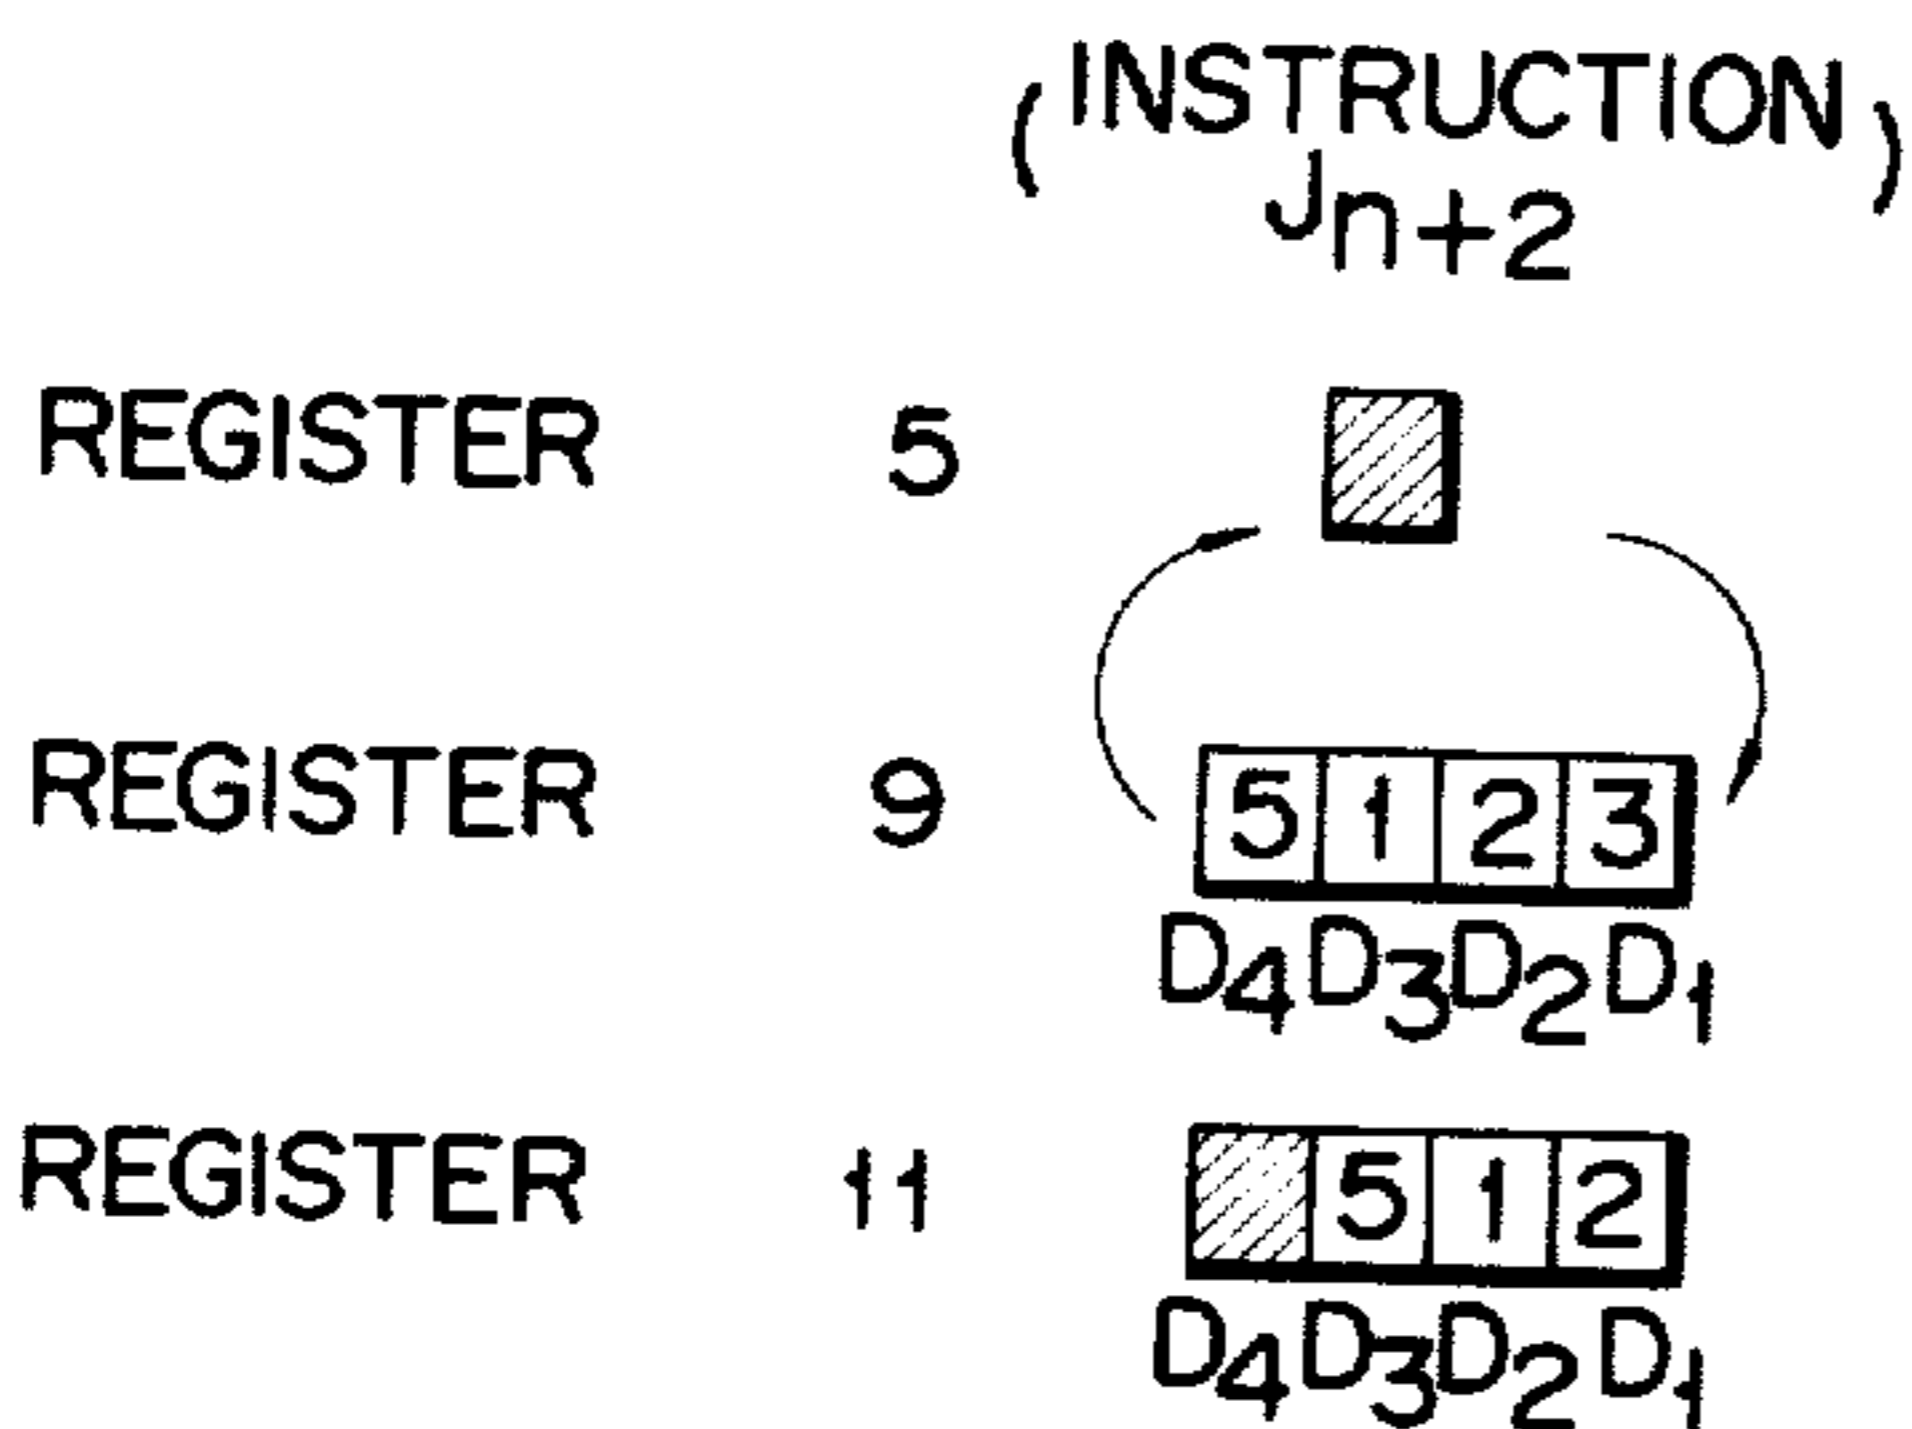 (INSTRUCTION
Jn+2)
REGISTER 5
REGISTER 9 5 1 2 3
D4 D3 D2 D1
REGISTER 11 5 1 2
D4 D3 D2 D1